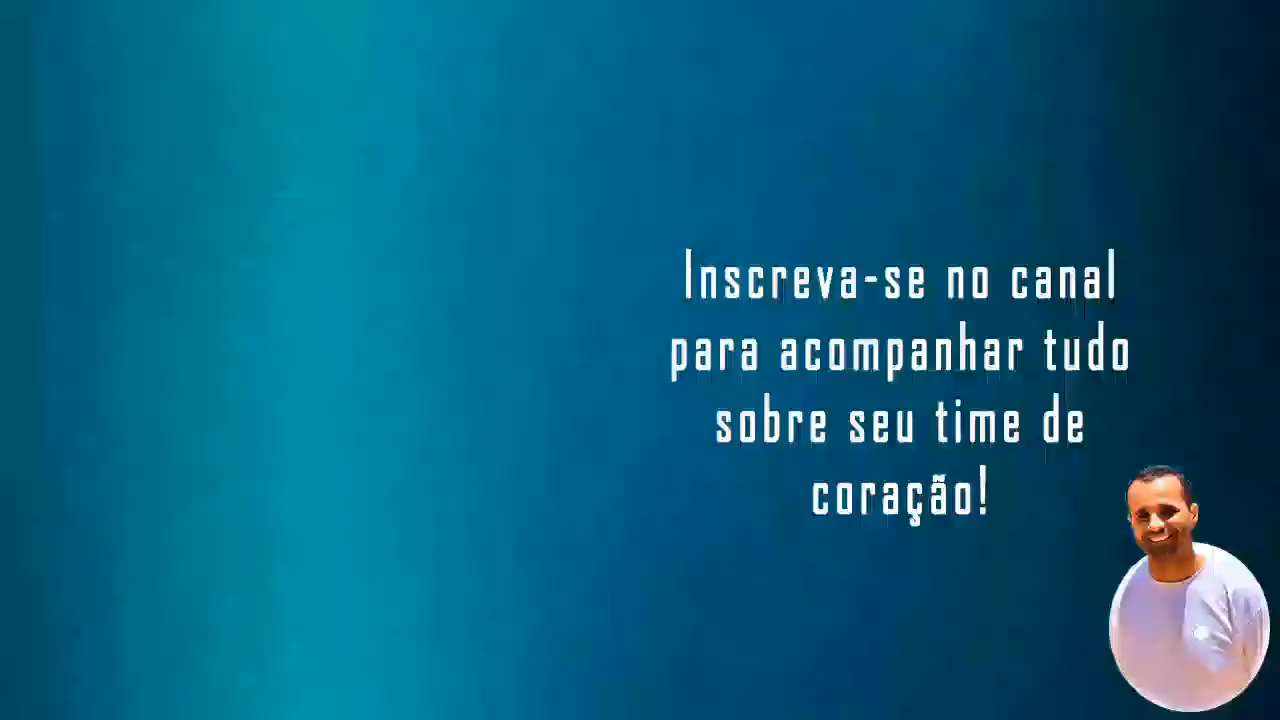 Inscreva-se no canal
para acompanhar tudo
sobre seu time de
coração!